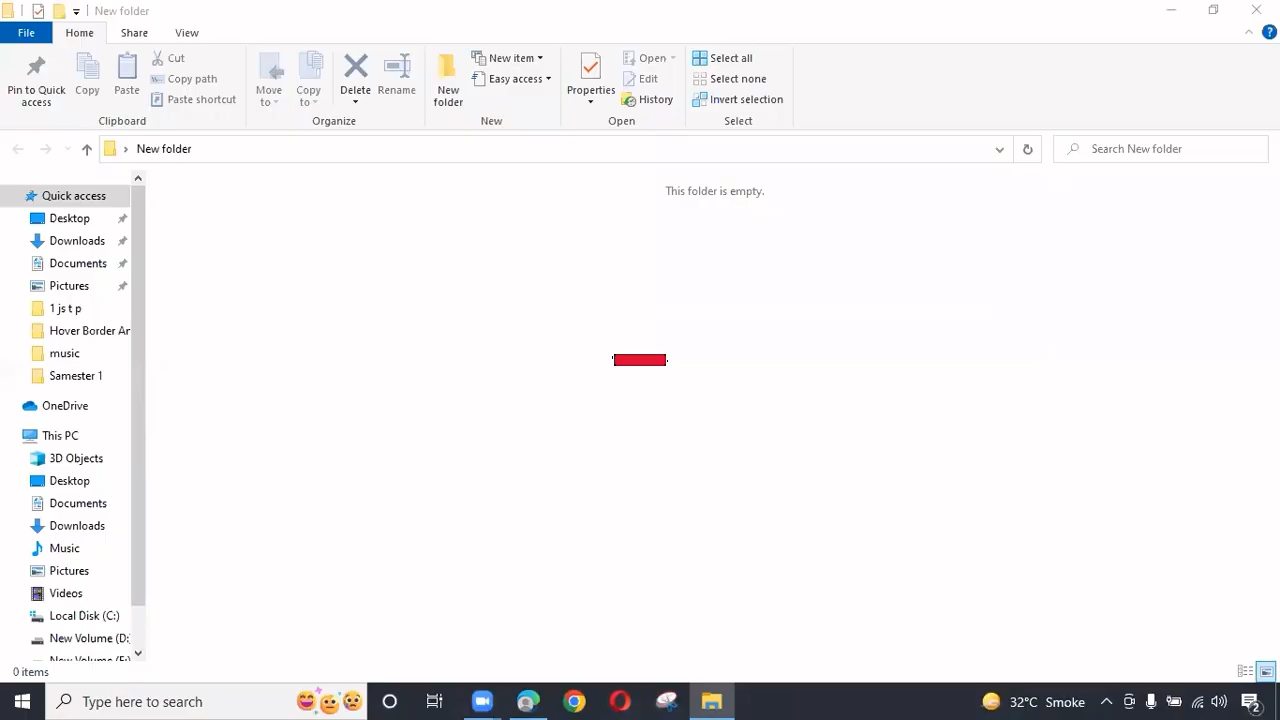 New folder
File Home Share View
Pin to Quick access
Copy
Paste
Cut
Copy path
Paste shortcut
Clipboard
Move to
Copy to
Delete
Rename
Organize
New folder
New item
Easy access
New
Properties
Open
Edit
History
Open
Select all
Select none
Invert selection
Select
New folder
Search New folder
This folder is empty.
Quick access
Desktop
Downloads
Documents
Pictures
1 js t p
Hover Border An
music
Samester 1
OneDrive
This PC
3D Objects
Desktop
Documents
Downloads
Music
Pictures
Videos
Local Disk (C:)
New Volume (D:
0 items
Type here to search
32°C Smoke
2